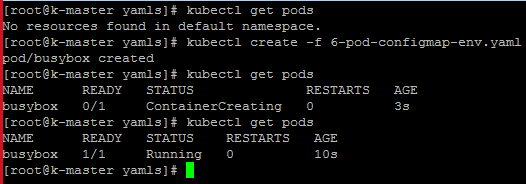 [root@k-master yamls]# kubectl get pods
No resources found in default namespace.
[root@k-master yamls]# kubectl create -f 6-pod-configmap-env.yaml
pod/busybox created
[root@k-master yamls]# kubectl get pods
NAME      READY   STATUS              RESTARTS   AGE
busybox   0/1     ContainerCreating   0          3s
[root@k-master yamls]# kubectl get pods
NAME      READY   STATUS    RESTARTS   AGE
busybox   1/1     Running   0          10s
[root@k-master yamls]#